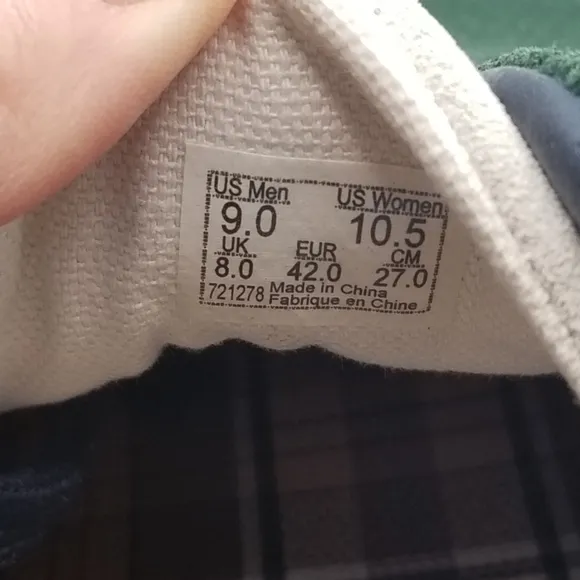 US Men US Women
9.0 10.5
UK EUR CM
8.0 42.0 27.0
721278 Made in China
Fabrique en Chine